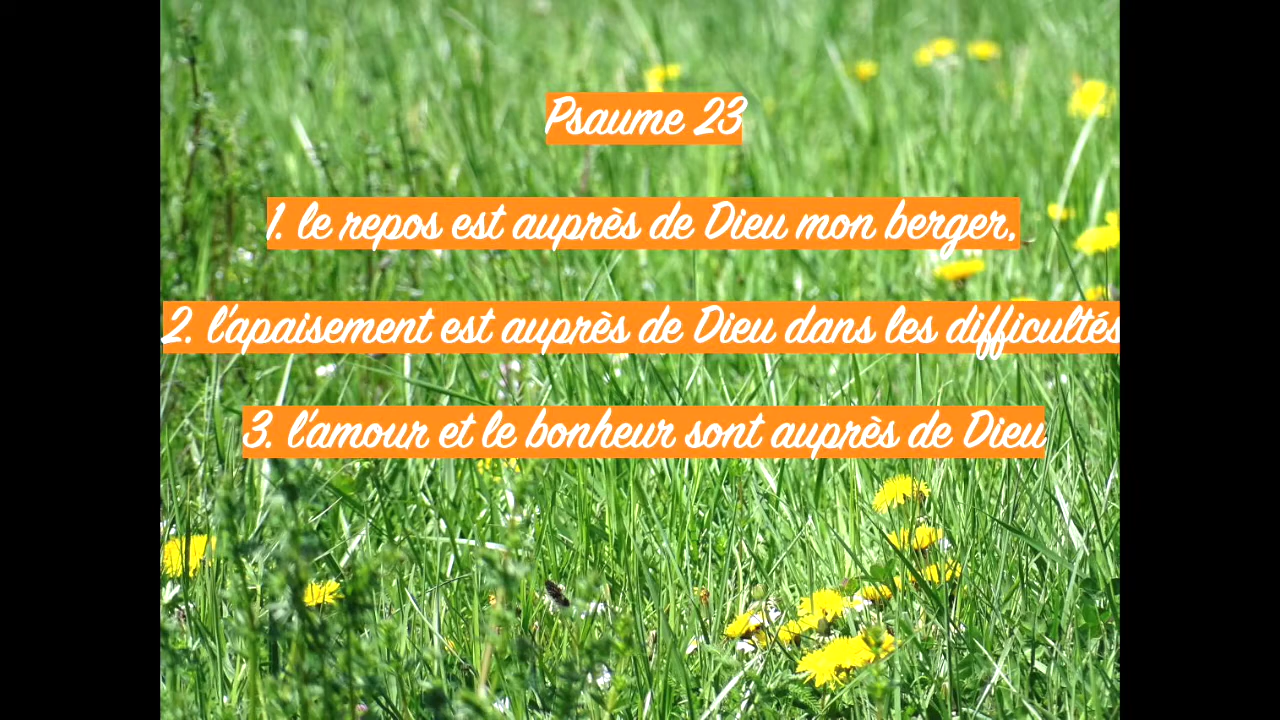 Psaume 23
1. le repos est auprès de Dieu mon berger,
2. l'apaisement est auprès de Dieu dans les difficultés
3. l'amour et le bonheur sont auprès de Dieu